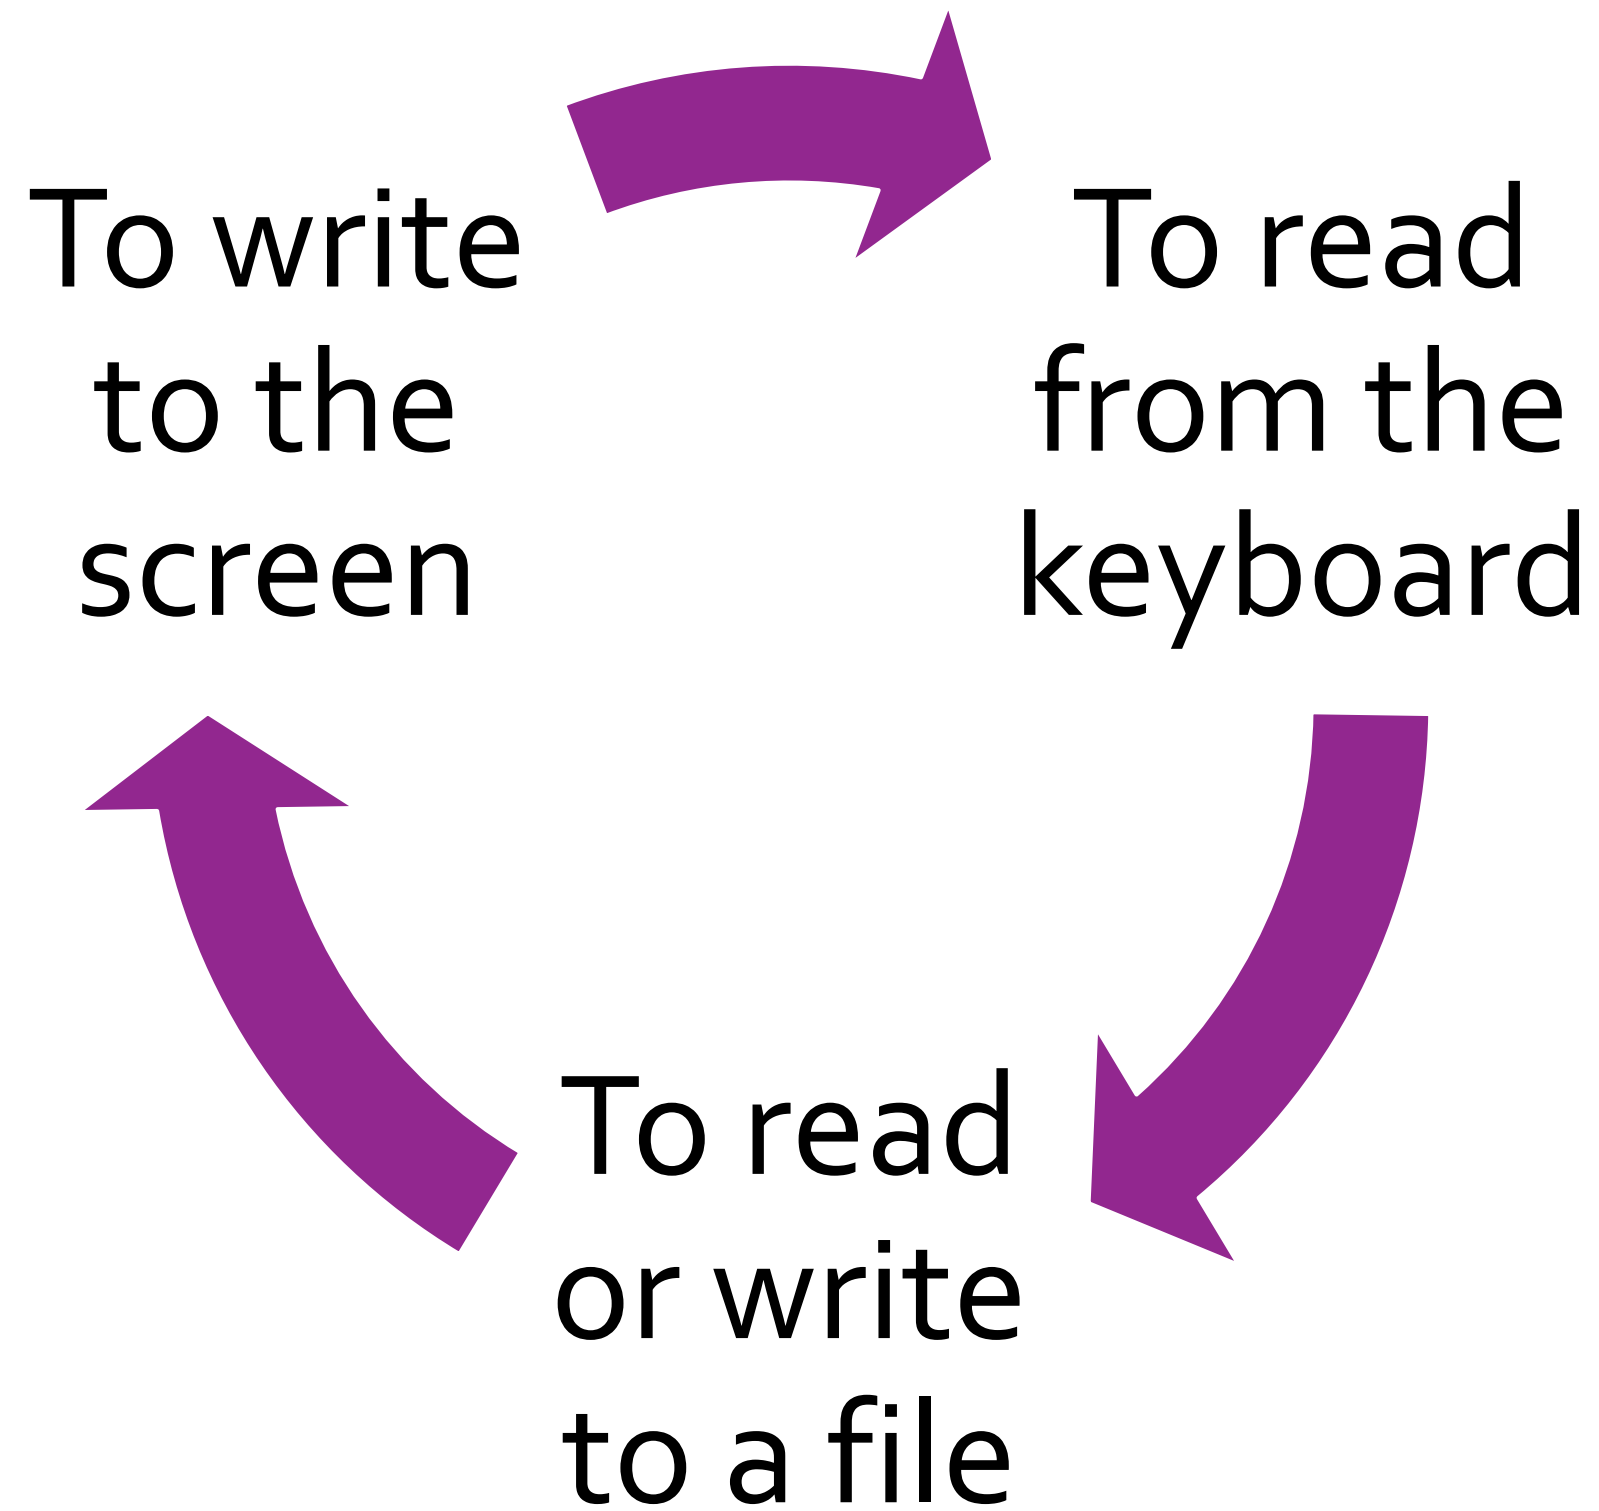 To write
to the
screen
To read
from the
keyboard
To read
or write
to a file